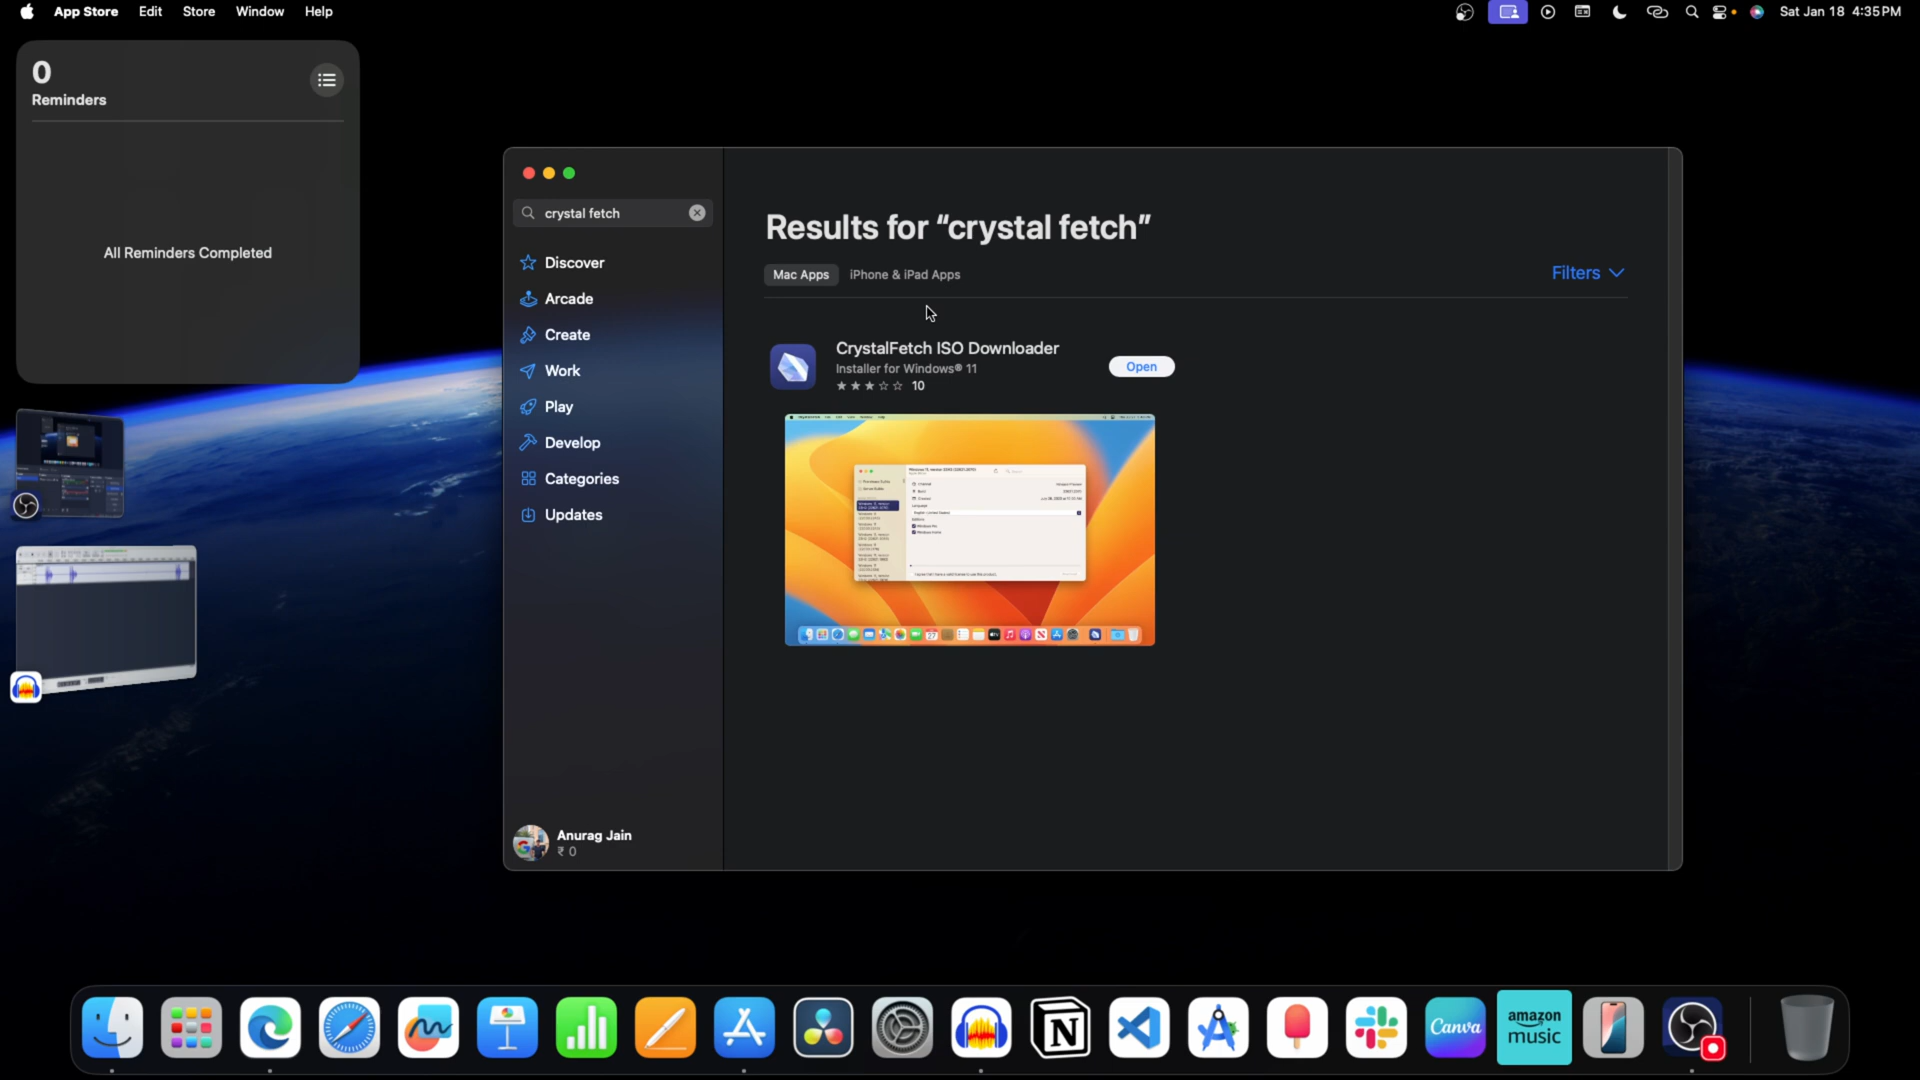 App Store Edit Store Window Help
Sat Jan 18 4:35 PM
0
Reminders
All Reminders Completed
crystal fetch
Discover
Arcade
Create
Work
Play
Develop
Categories
Updates
Anurag Jain
₹ 0
Results for “crystal fetch”
Mac Apps iPhone & iPad Apps
Filters
CrystalFetch ISO Downloader
Installer for Windows® 11
10
Open
Canva
amazon
music